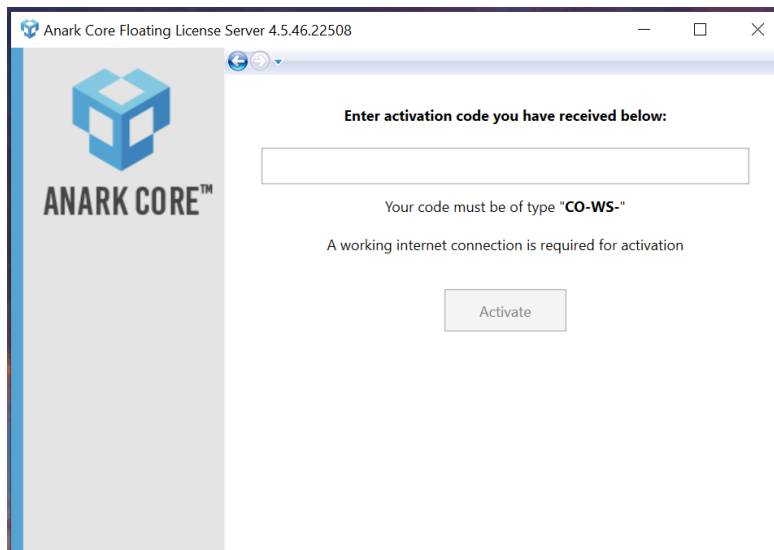 Anark Core Floating License Server 4.5.46.22508
Enter activation code you have received below:
ANARK CORE™
Your code must be of type "CO-WS-"
A working internet connection is required for activation
Activate